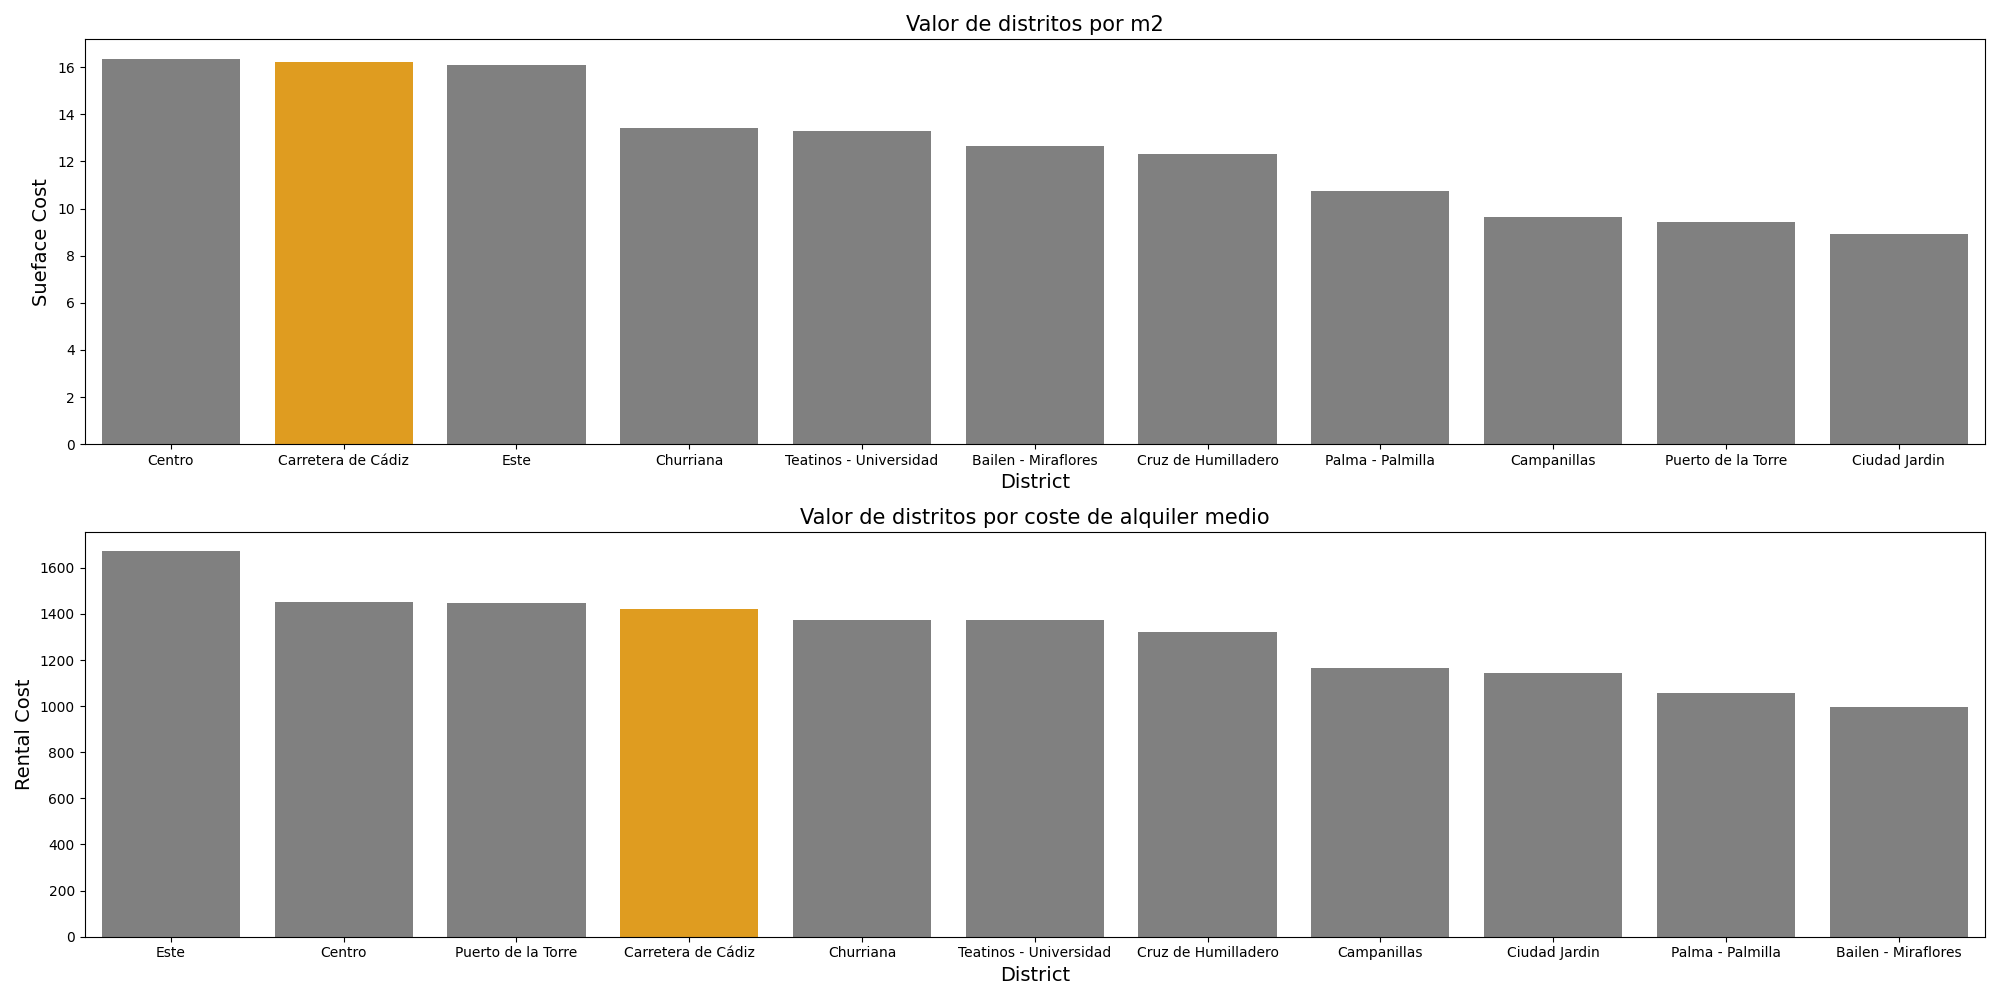 Valor de distritos por m2
Sueface Cost
16
14
12
10
8
6
4
2
0
Centro
Carretera de Cádiz
Este
Churriana
Teatinos - Universidad
Bailen - Miraflores
Cruz de Humilladero
Palma - Palmilla
Campanillas
Puerto de la Torre
Ciudad Jardin
District
Valor de distritos por coste de alquiler medio
Rental Cost
1600
1400
1200
1000
800
600
400
200
0
Este
Centro
Puerto de la Torre
Carretera de Cádiz
Churriana
Teatinos - Universidad
Cruz de Humilladero
Campanillas
Ciudad Jardin
Palma - Palmilla
Bailen - Miraflores
District